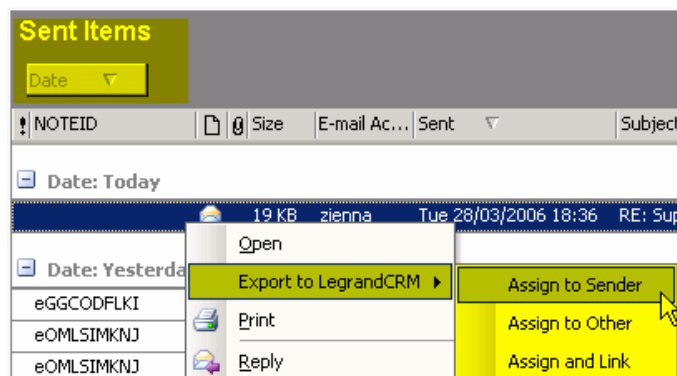 Sent Items
Date
! NOTEID Size E-mail Ac... Sent Subject
Date: Today
19 KB zienna Tue 28/03/2006 18:36 RE: Sup
Open
Date: Yesterda
Export to LegrandCRM Assign to Sender
eGGCODFLKI
Print Assign to Other
eOMLSIMKNJ
eOMLSIMKNJ Reply Assign and Link